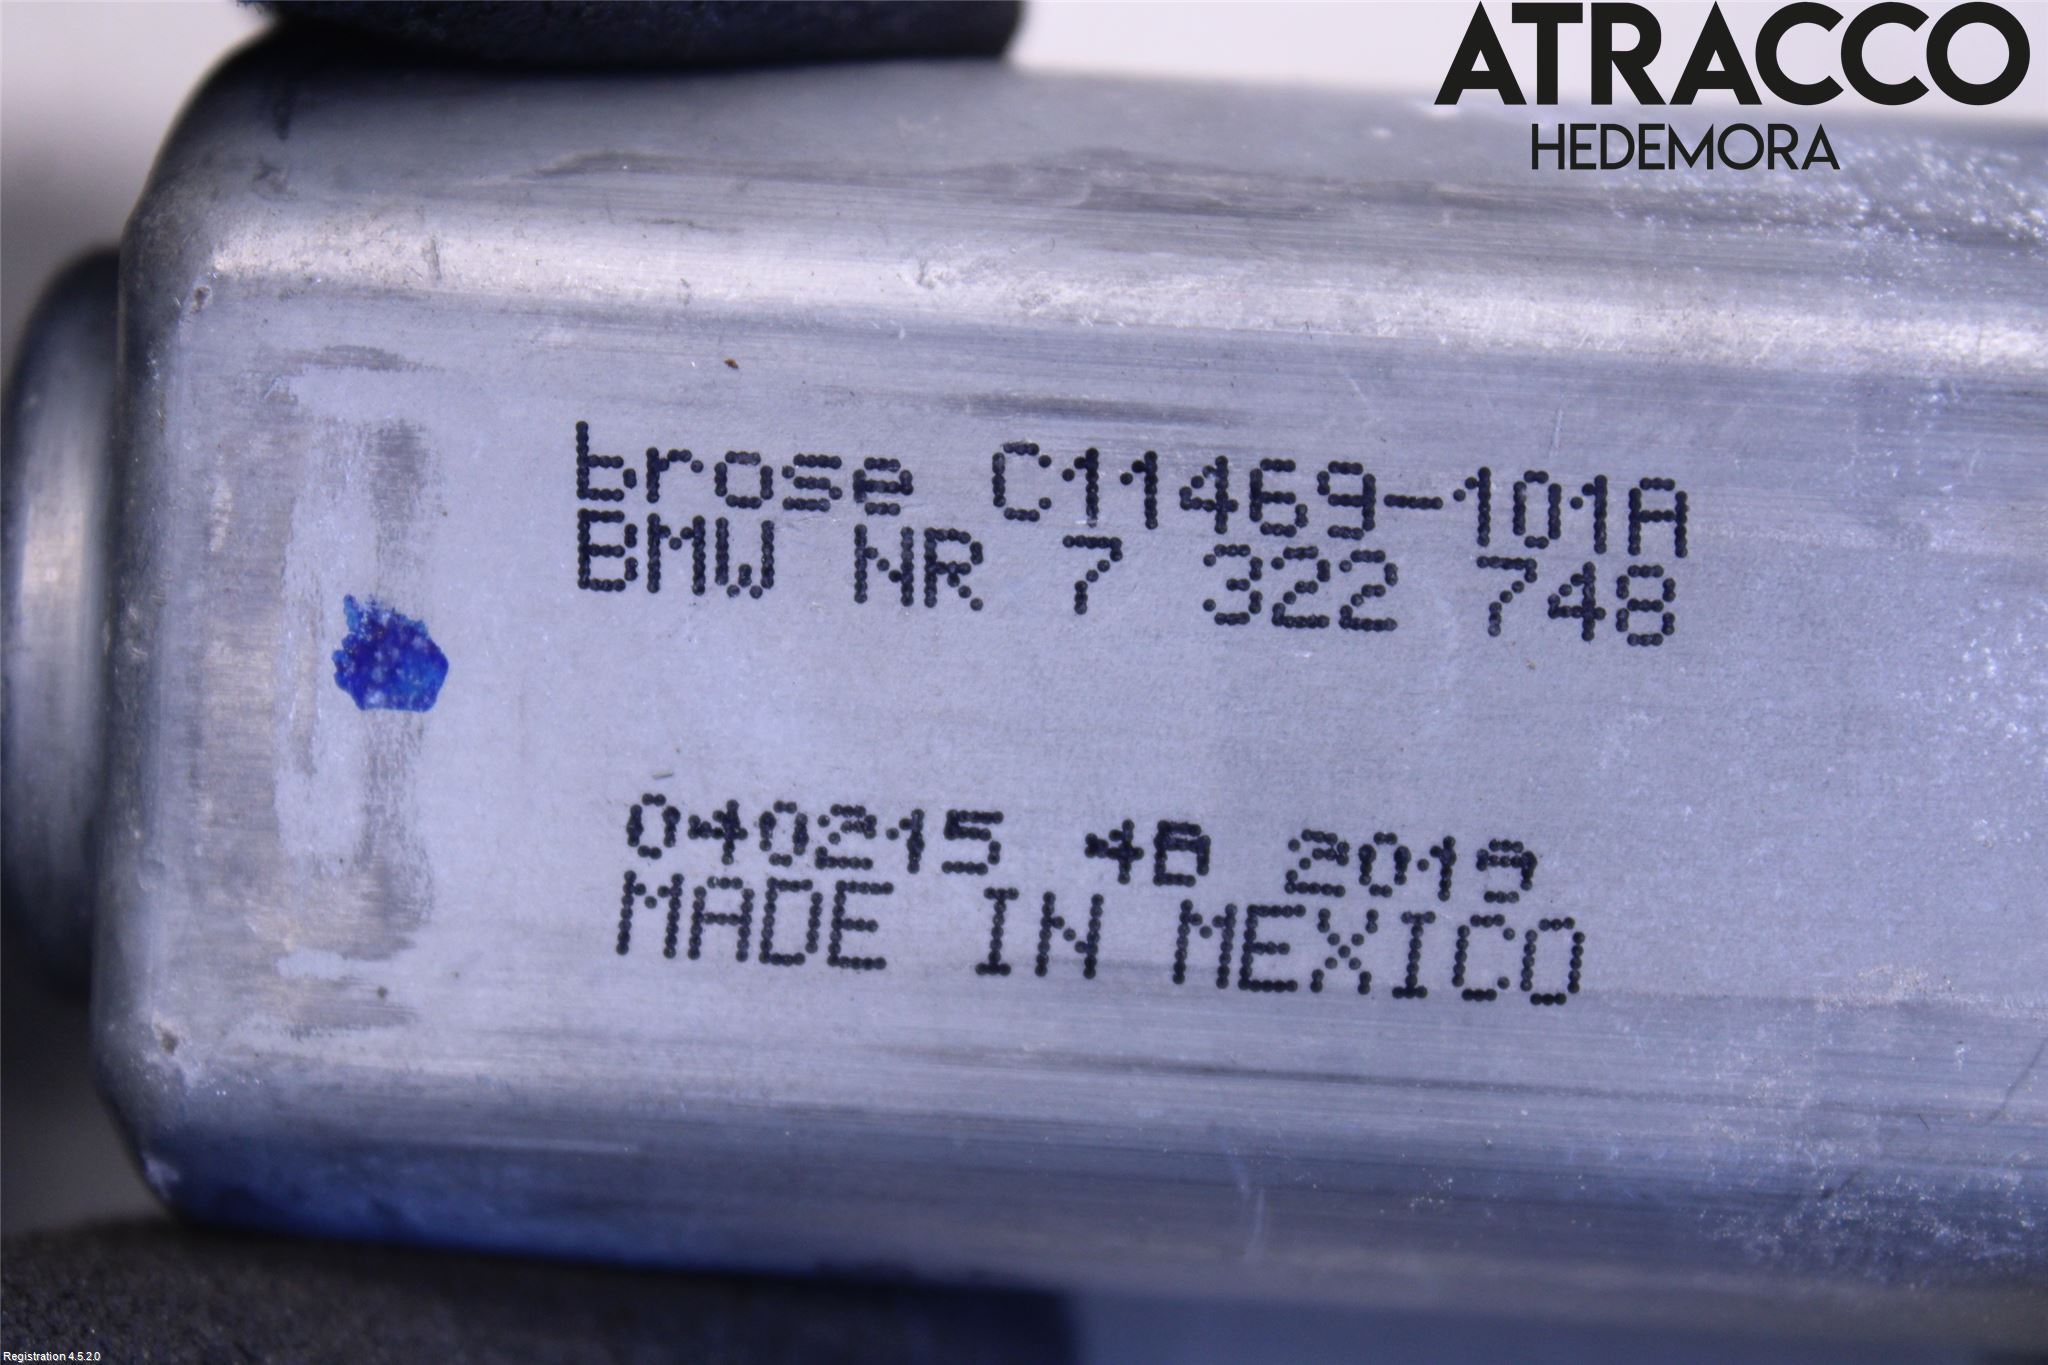 ATRACCO
HEDEMORA
brose C11469-101A
BMW NR 7 322 748
040215 4B 2013
MADE IN MEXICO
Registration 4.5.2.0